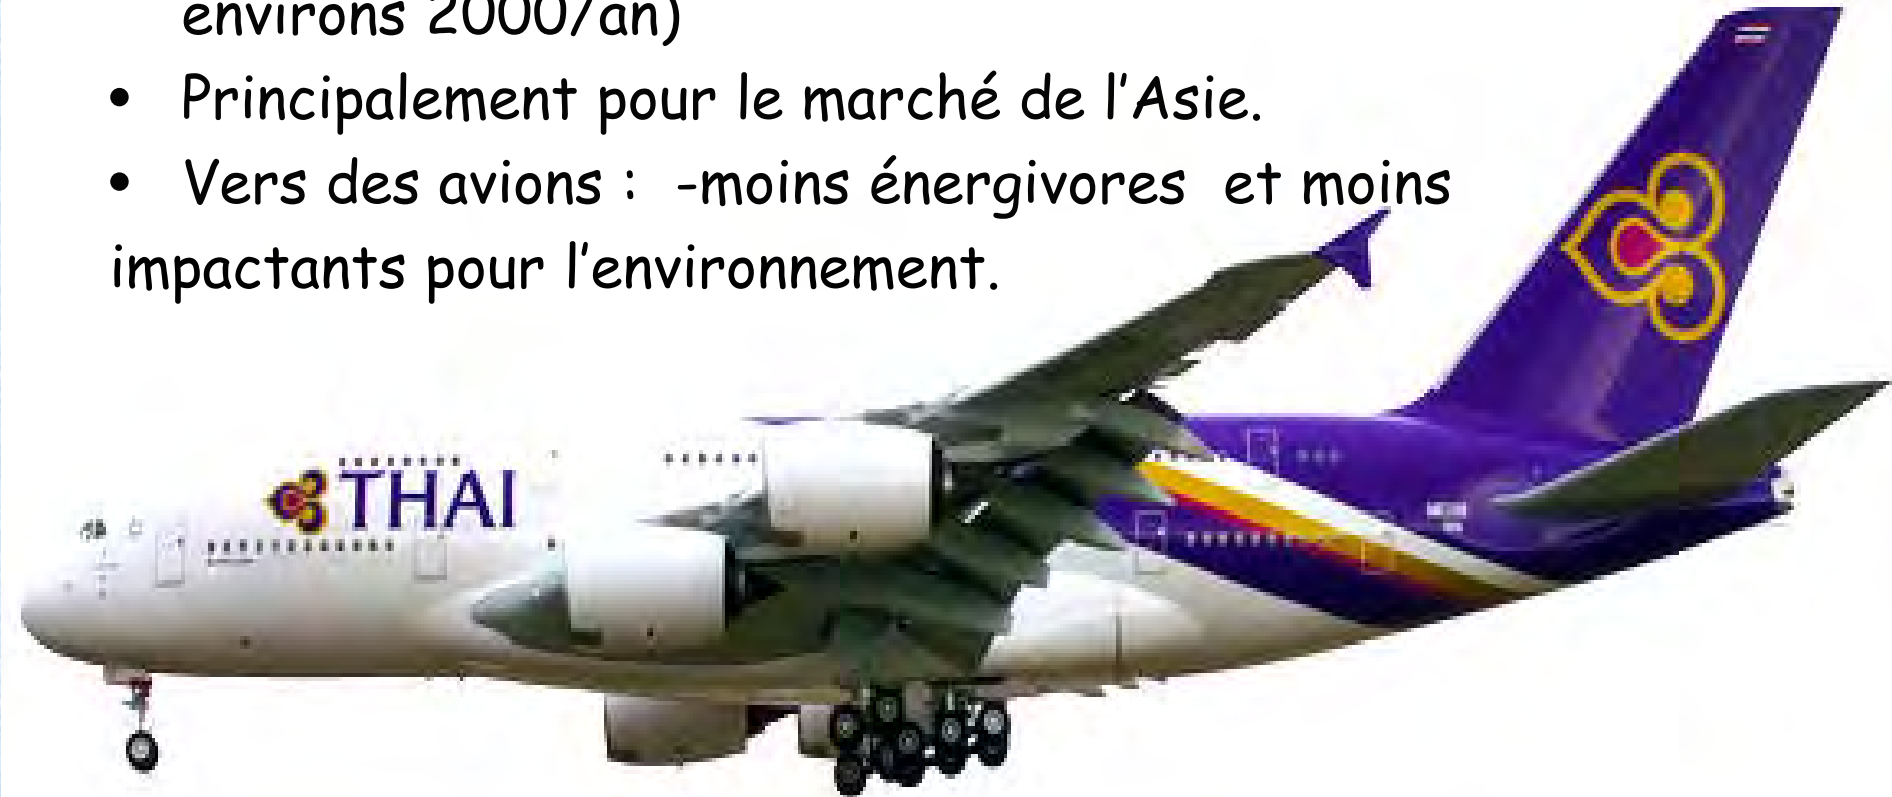 environs 2000/an)
• Principalement pour le marché de l'Asie.
• Vers des avions :  -moins énergivores  et moins
impactants pour l'environnement.
THAI